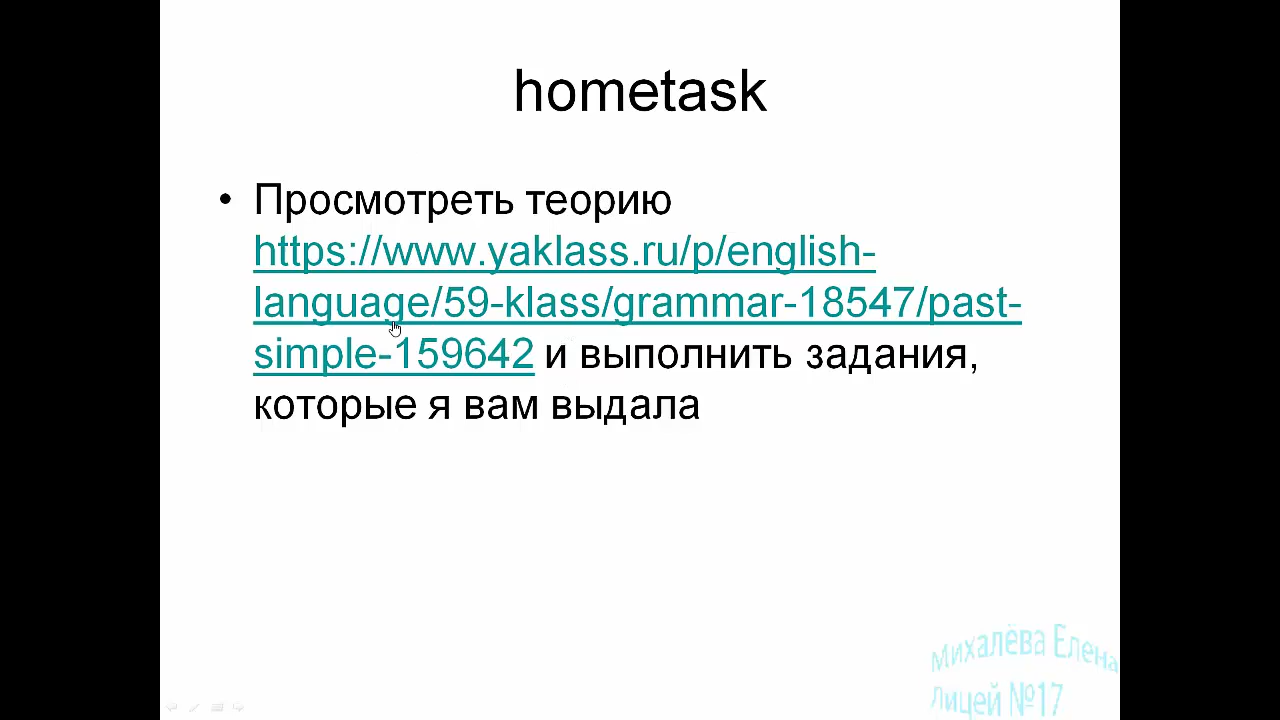 hometask
• Просмотреть теорию
https://www.yaklass.ru/p/english-
language/59-klass/grammar-18547/past-
simple-159642 и выполнить задания,
которые я вам выдала
Михалёва Елена
Лицей №17